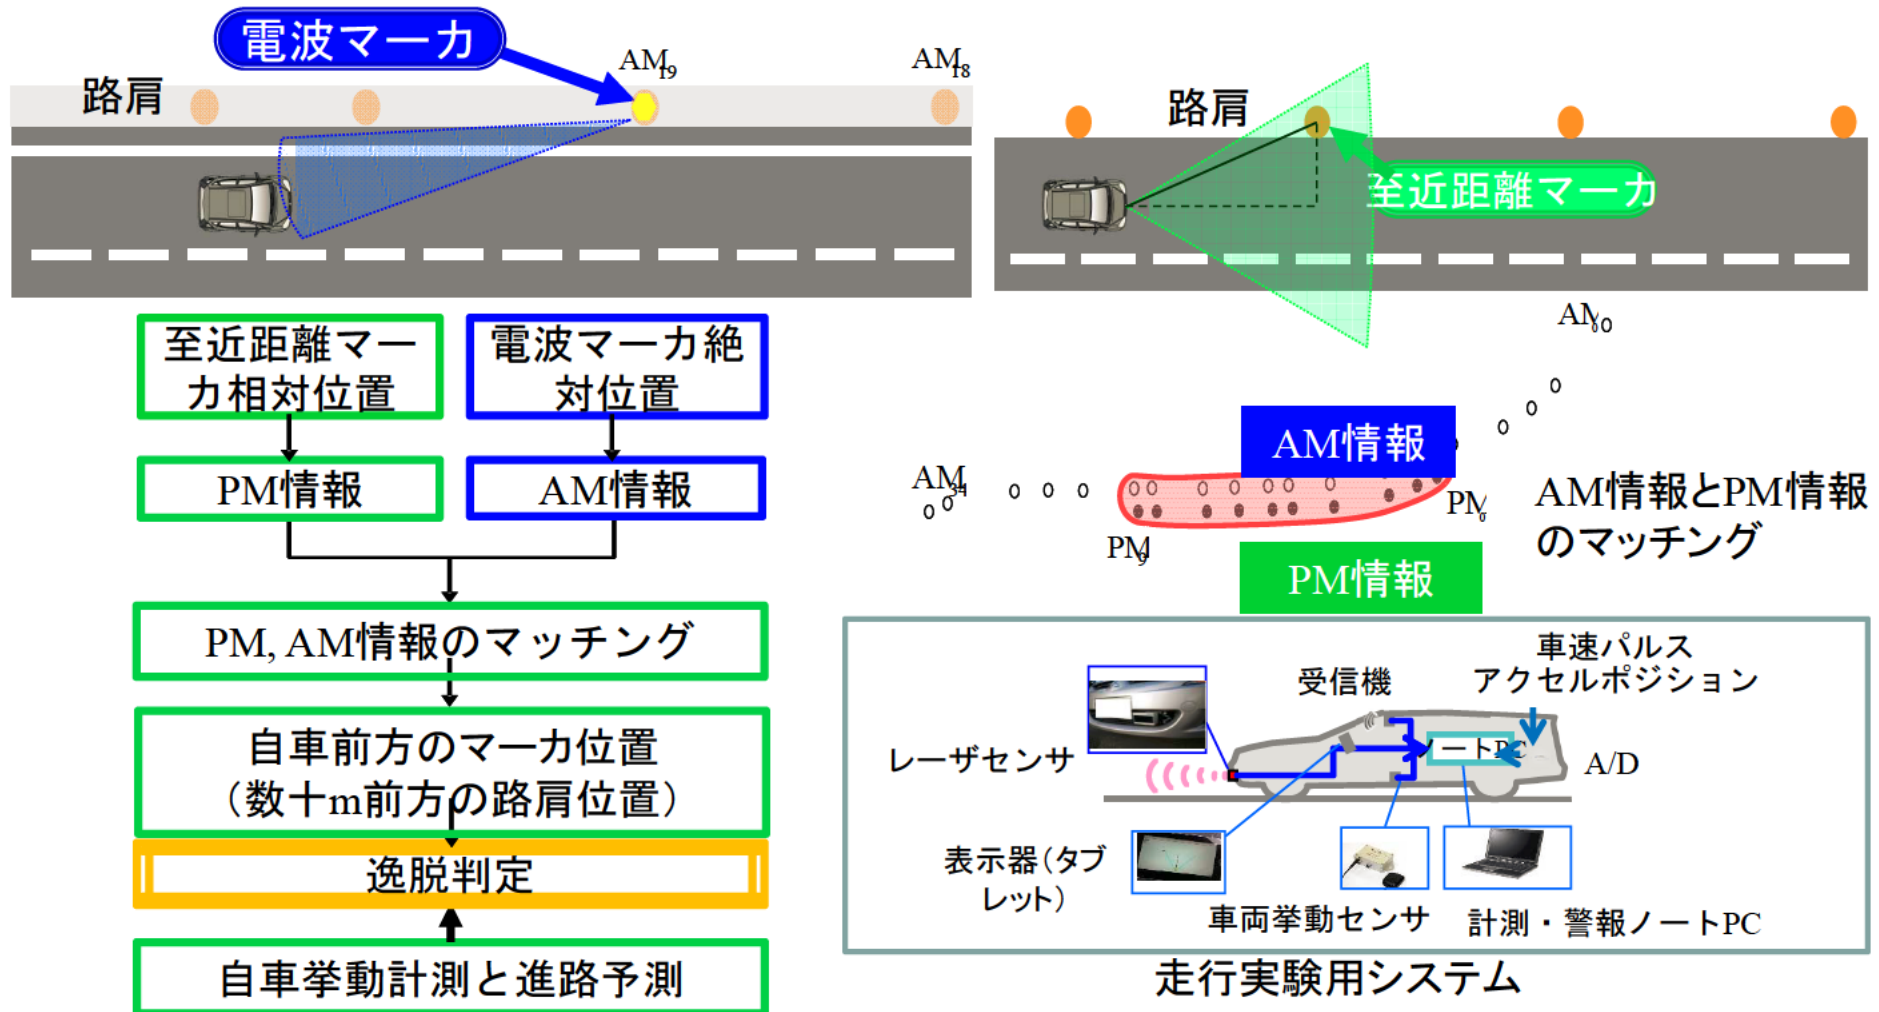 電波マーカ
AM19
AM18
路肩
路肩
至近距離マーカ
至近距離マー
カ相対位置
電波マーカ絶
対位置
PM情報
AM情報
PM, AM情報のマッチング
自車前方のマーカ位置
（数十m前方の路肩位置）
逸脱判定
自車挙動計測と進路予測
AM0
AM情報
AM34
PM0
PM9
PM情報
AM情報とPM情報
のマッチング
車速パルス
アクセルポジション
受信機
レーザセンサ
ノートPC
A/D
表示器（タブ
レット）
車両挙動センサ
計測・警報ノートPC
走行実験用システム